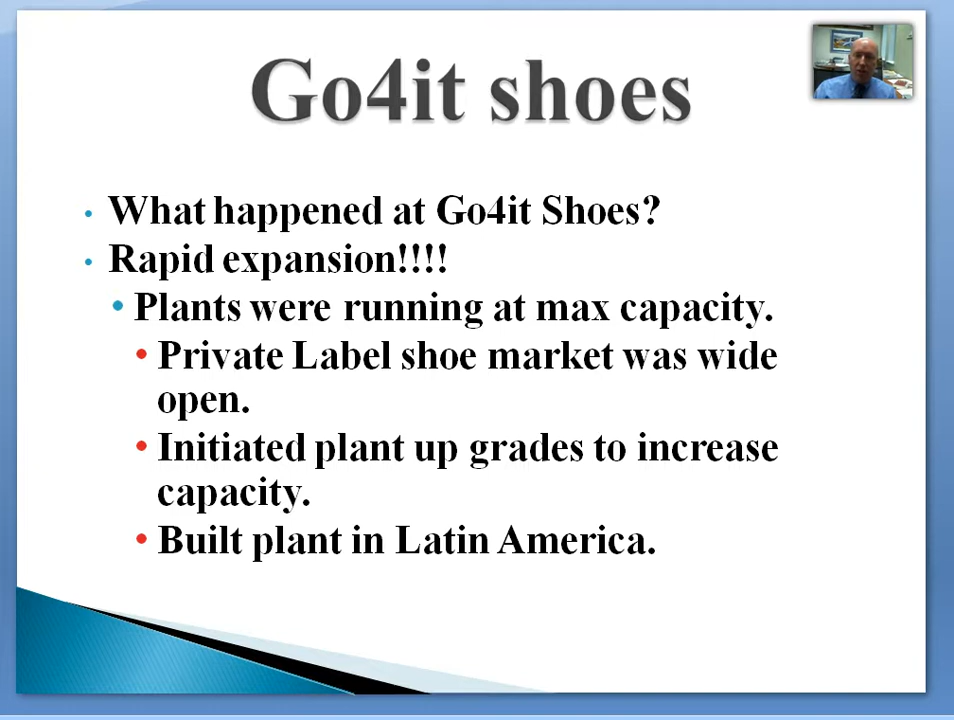 Go4it shoes
• What happened at Go4it Shoes?
• Rapid expansion!!!!
• Plants were running at max capacity.
• Private Label shoe market was wide
open.
• Initiated plant up grades to increase
capacity.
• Built plant in Latin America.